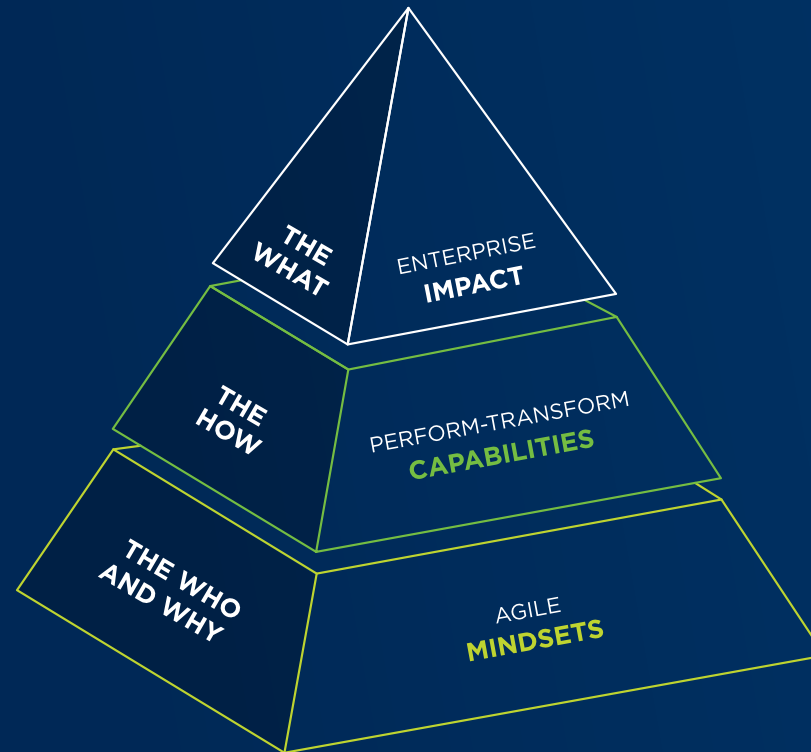 THE
WHAT
ENTERPRISE
IMPACT
THE
HOW
PERFORM-TRANSFORM
CAPABILITIES
THE WHO
AND WHY
AGILE
MINDSETS